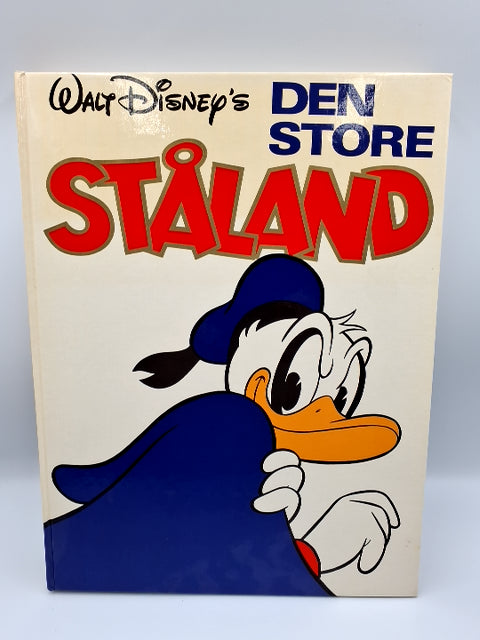 WALT DISNEY'S
DEN
STORE
STÅLAND